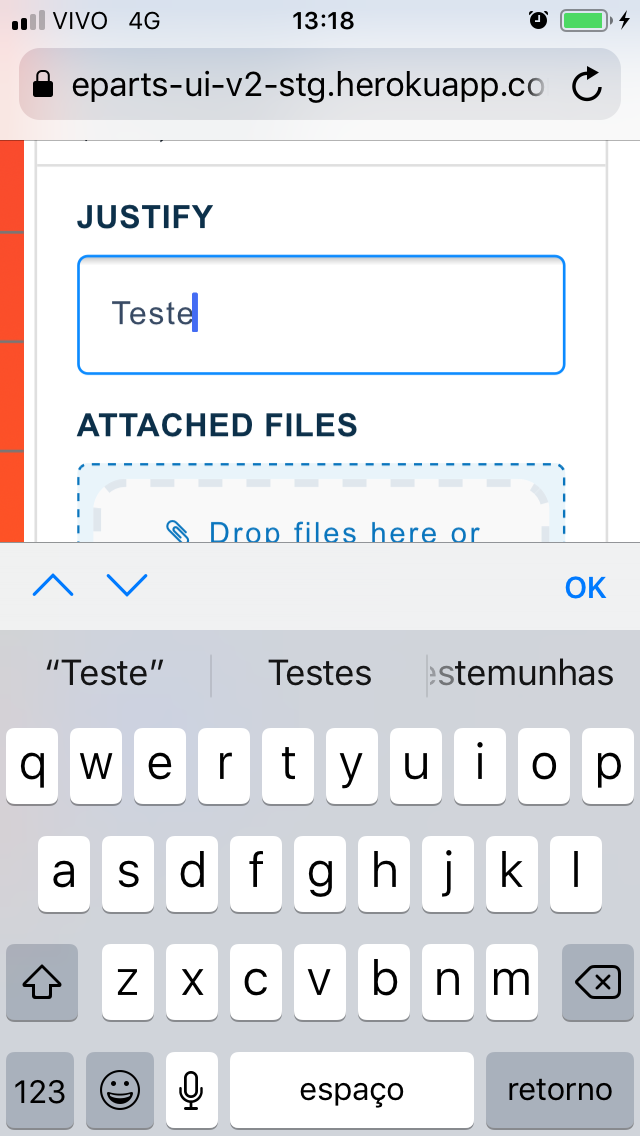 VIVO 4G 13:18
eparts-ui-v2-stg.herokuapp.co
JUSTIFY
Teste
ATTACHED FILES
Drop files here or
OK
“Teste” Testes estemunhas
q w e r t y u i o p
a s d f g h j k l
z x c v b n m
123 espaço retorno